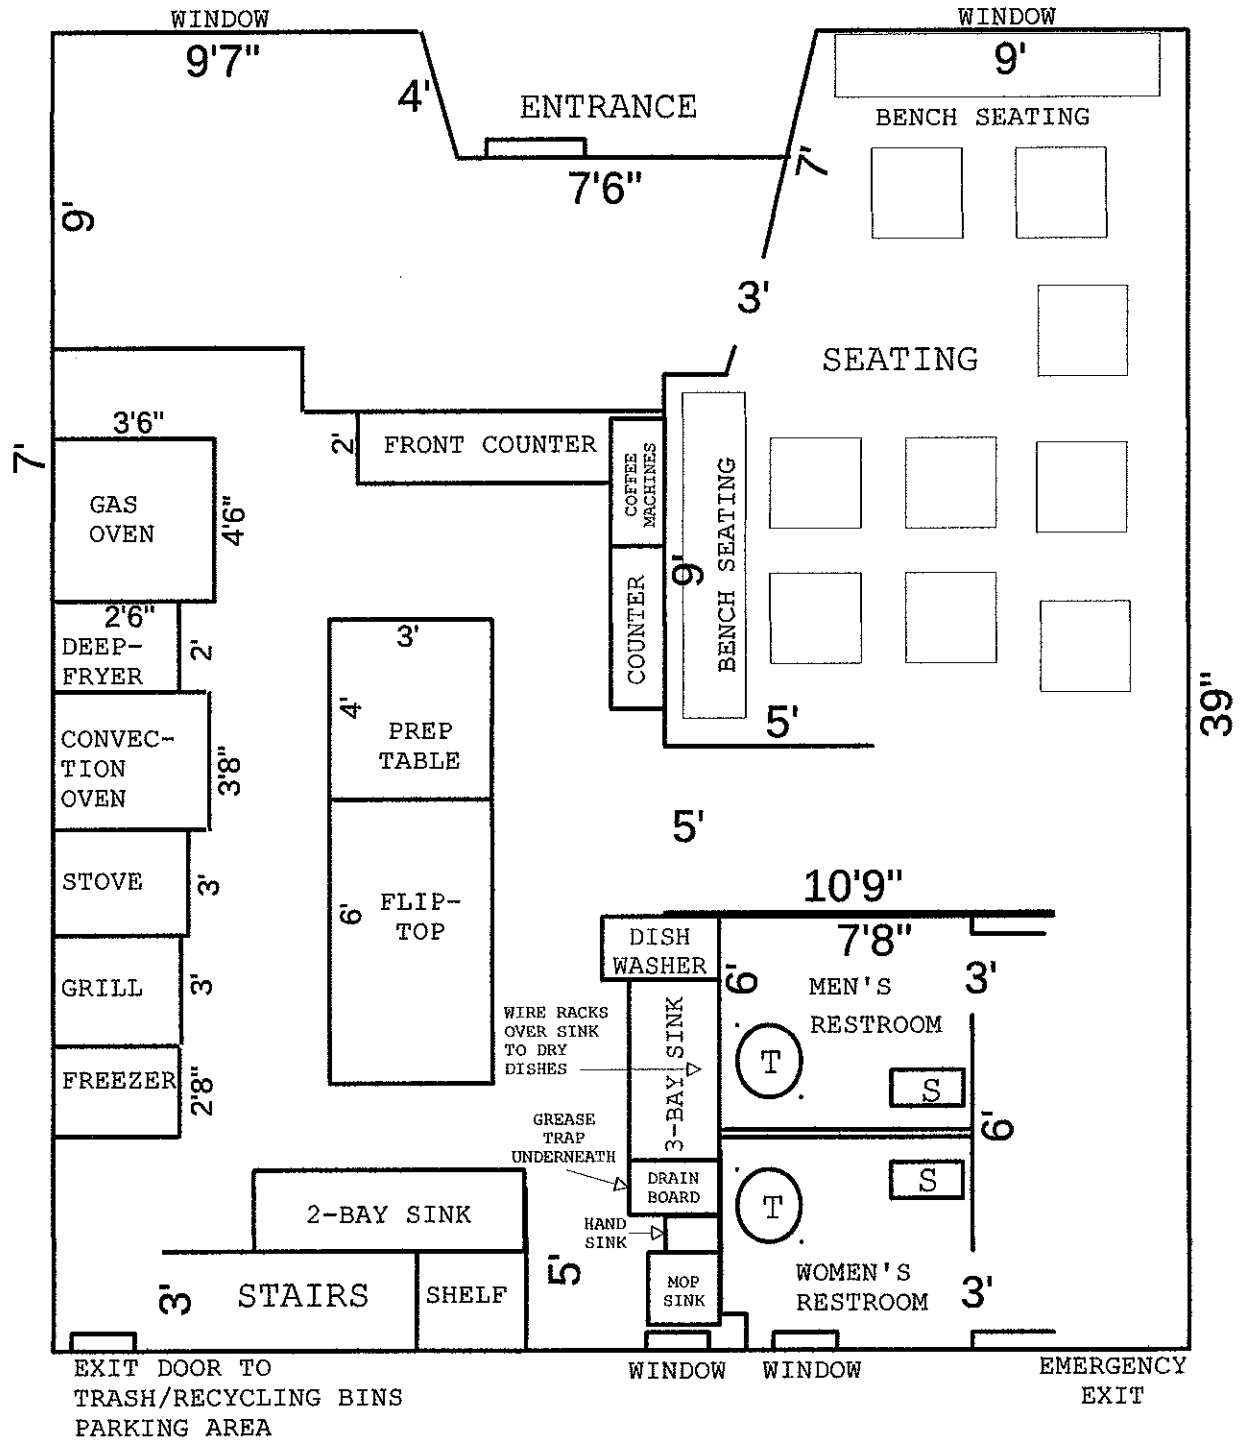 WINDOW
WINDOW
9'7"
9'
4'
ENTRANCE
BENCH SEATING
7'
7'6"
9'
3'
SEATING
3'6"
2'
FRONT COUNTER
COFFEE
MACHINES
7'
GAS
OVEN
4'6"
BENCH SEATING
9'
2'6"
DEEP-
FRYER
2'
3'
COUNTER
4'
PREP
TABLE
5'
39"
CONVEC-
TION
OVEN
3'8"
5'
STOVE
3'
6'
FLIP-
TOP
10'9"
7'8"
DISH
WASHER
6'
3'
MEN'S
RESTROOM
GRILL
3'
WIRE RACKS
OVER SINK
TO DRY
DISHES
3-BAY SINK
T
S
FREEZER
2'8"
GREASE
TRAP
UNDERNEATH
6'
DRAIN
BOARD
S
T
2-BAY SINK
HAND
SINK
5'
3'
STAIRS
SHELF
MOP
SINK
WOMEN'S
RESTROOM
3'
EXIT DOOR TO
TRASH/RECYCLING BINS
PARKING AREA
WINDOW
WINDOW
EMERGENCY
EXIT